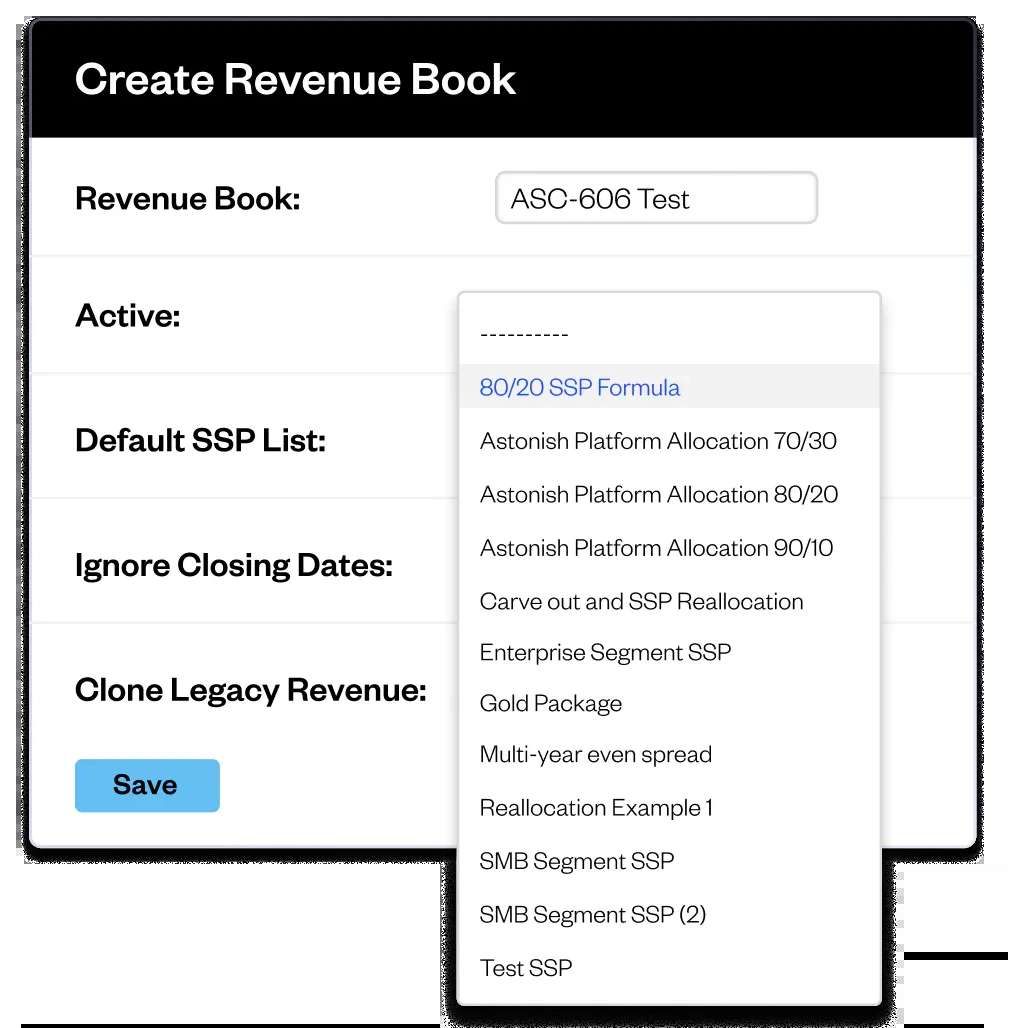 Create Revenue Book
Revenue Book:
ASC-606 Test
Active:
----------
80/20 SSP Formula
Default SSP List:
Astonish Platform Allocation 70/30
Astonish Platform Allocation 80/20
Ignore Closing Dates:
Astonish Platform Allocation 90/10
Carve out and SSP Reallocation
Enterprise Segment SSP
Clone Legacy Revenue:
Gold Package
Multi-year even spread
Save
Reallocation Example 1
SMB Segment SSP
SMB Segment SSP (2)
Test SSP